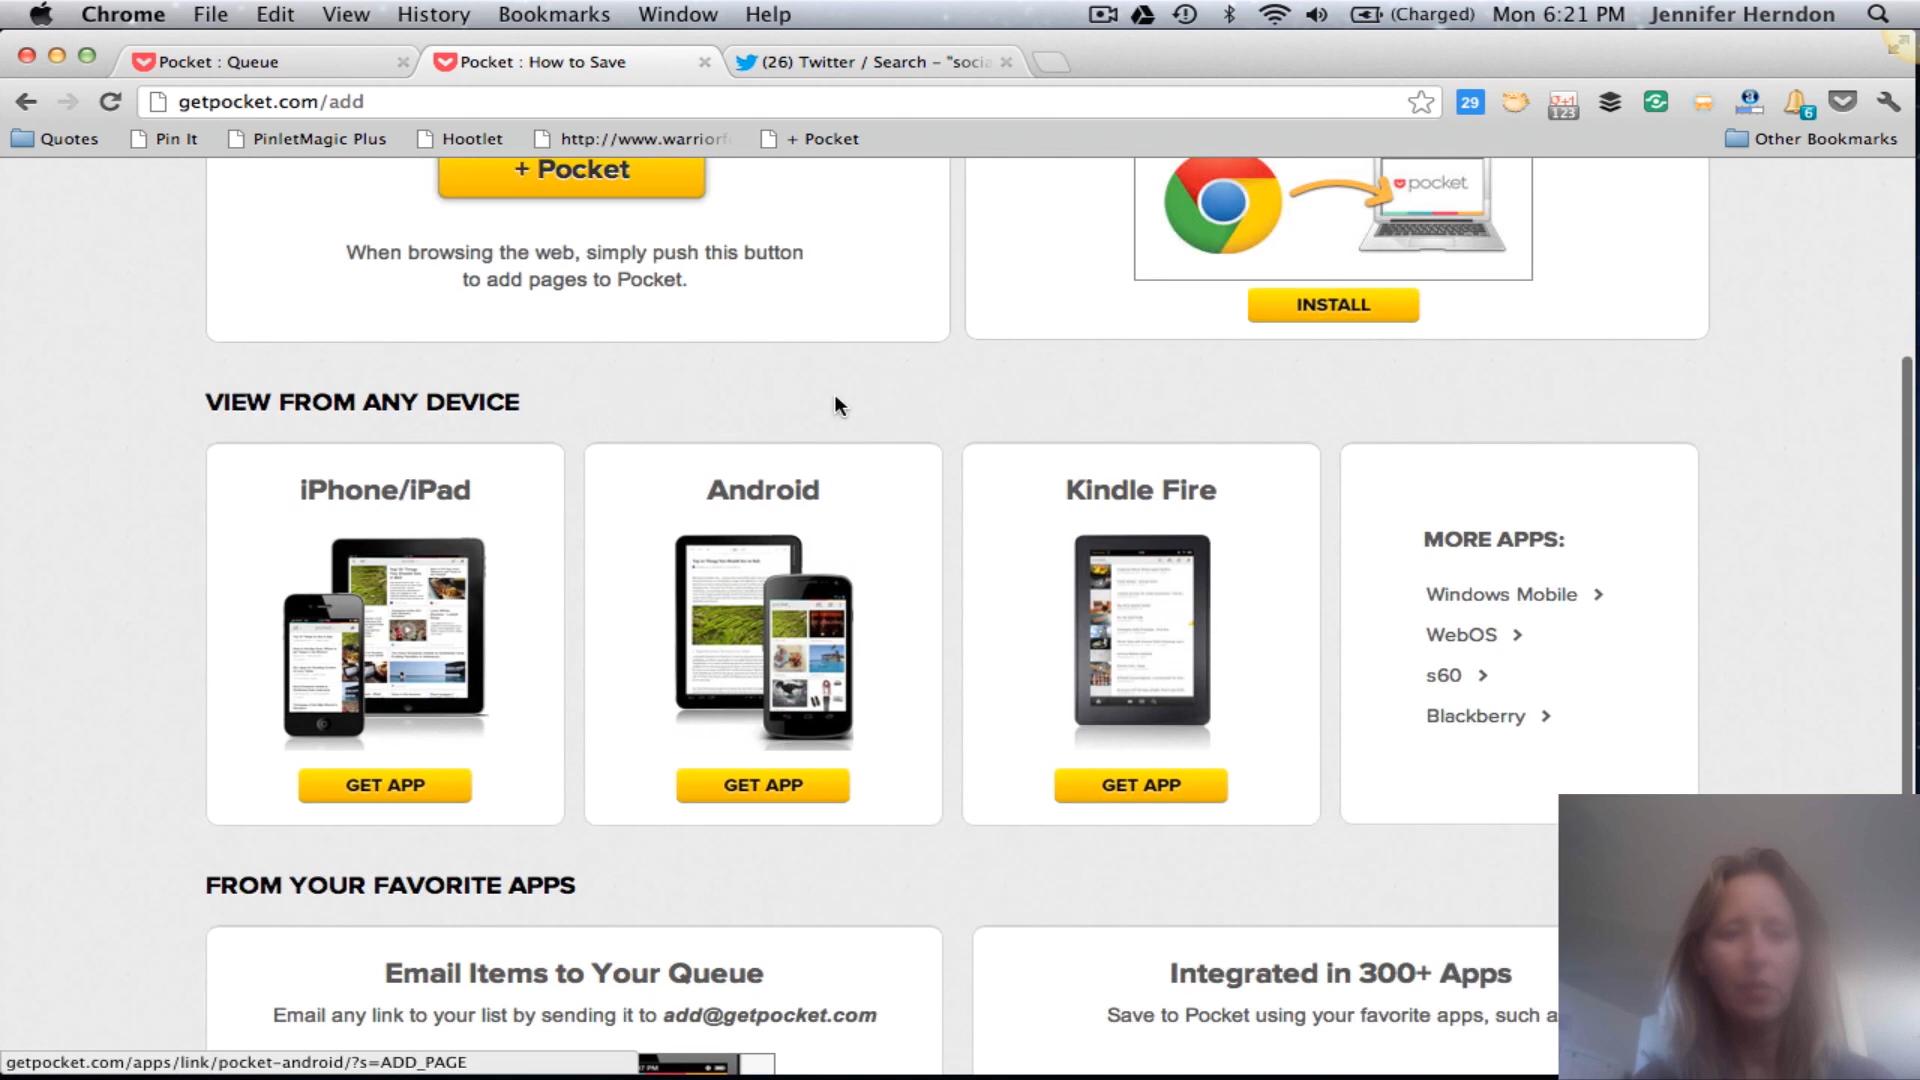 Chrome File Edit View History Bookmarks Window Help (Charged) Mon 6:21 PM Jennifer Herndon
Pocket : Queue Pocket : How to Save (26) Twitter / Search - "socia
getpocket.com/add 29 +1 123 6
Quotes Pin It PinletMagic Plus Hootlet http://www.warriorf + Pocket Other Bookmarks
+ Pocket
When browsing the web, simply push this button
to add pages to Pocket.
pocket
INSTALL
VIEW FROM ANY DEVICE
iPhone/iPad
GET APP
Android
GET APP
Kindle Fire
GET APP
MORE APPS:
Windows Mobile >
WebOS >
s60 >
Blackberry >
FROM YOUR FAVORITE APPS
Email Items to Your Queue
Email any link to your list by sending it to add@getpocket.com
Integrated in 300+ Apps
Save to Pocket using your favorite apps, such a
getpocket.com/apps/link/pocket-android/?s=ADD_PAGE